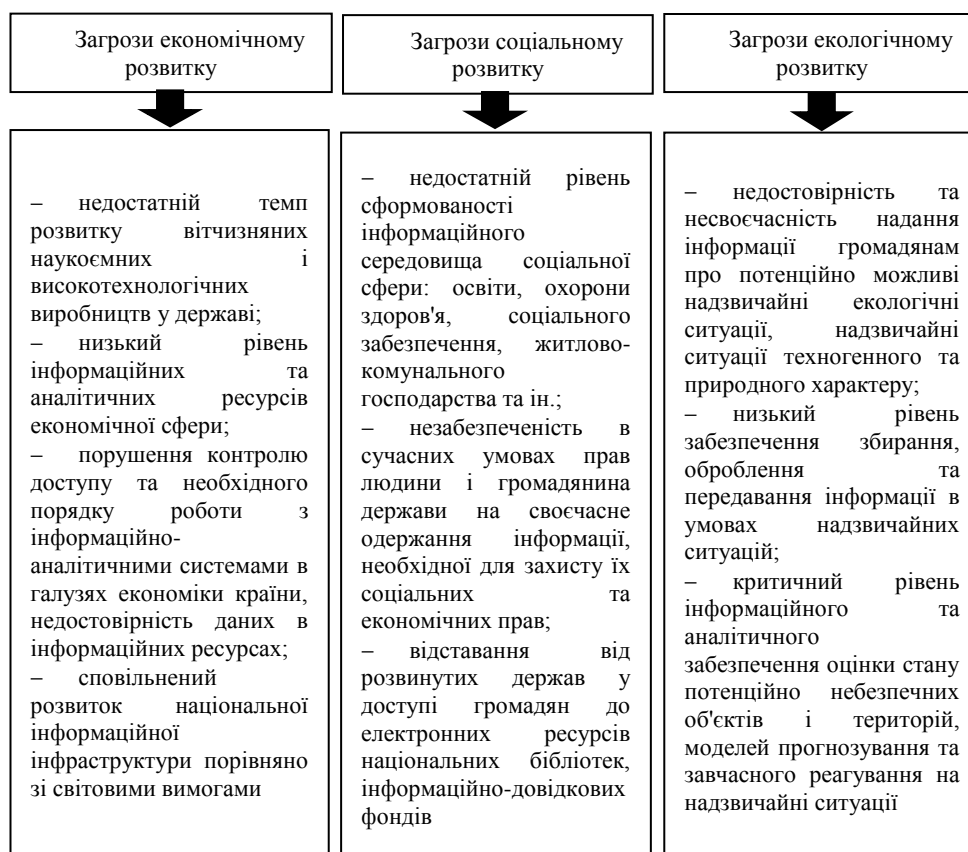 Загрози економічному
розвитку
– недостатній темп
розвитку вітчизняних
наукоємних і
високотехнологічних
виробництв у державі;
– низький рівень
інформаційних та
аналітичних ресурсів
економічної сфери;
– порушення контролю
доступу та необхідного
порядку роботи з
інформаційно-
аналітичними системами в
галузях економіки країни,
недостовірність даних в
інформаційних ресурсах;
– сповільнений
розвиток національної
інформаційної
інфраструктури порівняно
зі світовими вимогами
Загрози соціальному
розвитку
– недостатній рівень
сформованості
інформаційного
середовища соціальної
сфери: освіти, охорони
здоров'я, соціального
забезпечення, житлово-
комунального
господарства та ін.;
– незабезпеченість в
сучасних умовах прав
людини і громадянина
держави на своєчасне
одержання інформації,
необхідної для захисту їх
соціальних та
економічних прав;
– відставання від
розвинутих держав у
доступі громадян до
електронних ресурсів
національних бібліотек,
інформаційно-довідкових
фондів
Загрози екологічному
розвитку
– недостовірність та
несвоєчасність надання
інформації громадянам
про потенційно можливі
надзвичайні екологічні
ситуації, надзвичайні
ситуації техногенного та
природного характеру;
– низький рівень
забезпечення збирання,
оброблення та
передавання інформації в
умовах надзвичайних
ситуацій;
– критичний рівень
інформаційного та
аналітичного
забезпечення оцінки стану
потенційно небезпечних
об'єктів і територій,
моделей прогнозування та
завчасного реагування на
надзвичайні ситуації